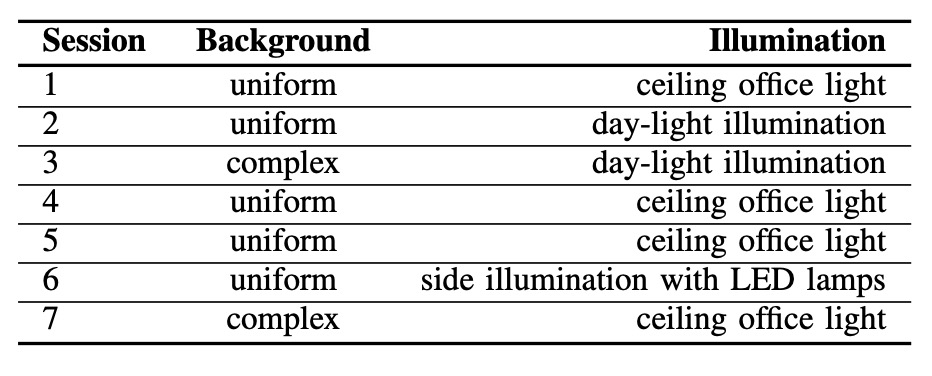 Session Background Illumination
1 uniform ceiling office light
2 uniform day-light illumination
3 complex day-light illumination
4 uniform ceiling office light
5 uniform ceiling office light
6 uniform side illumination with LED lamps
7 complex ceiling office light